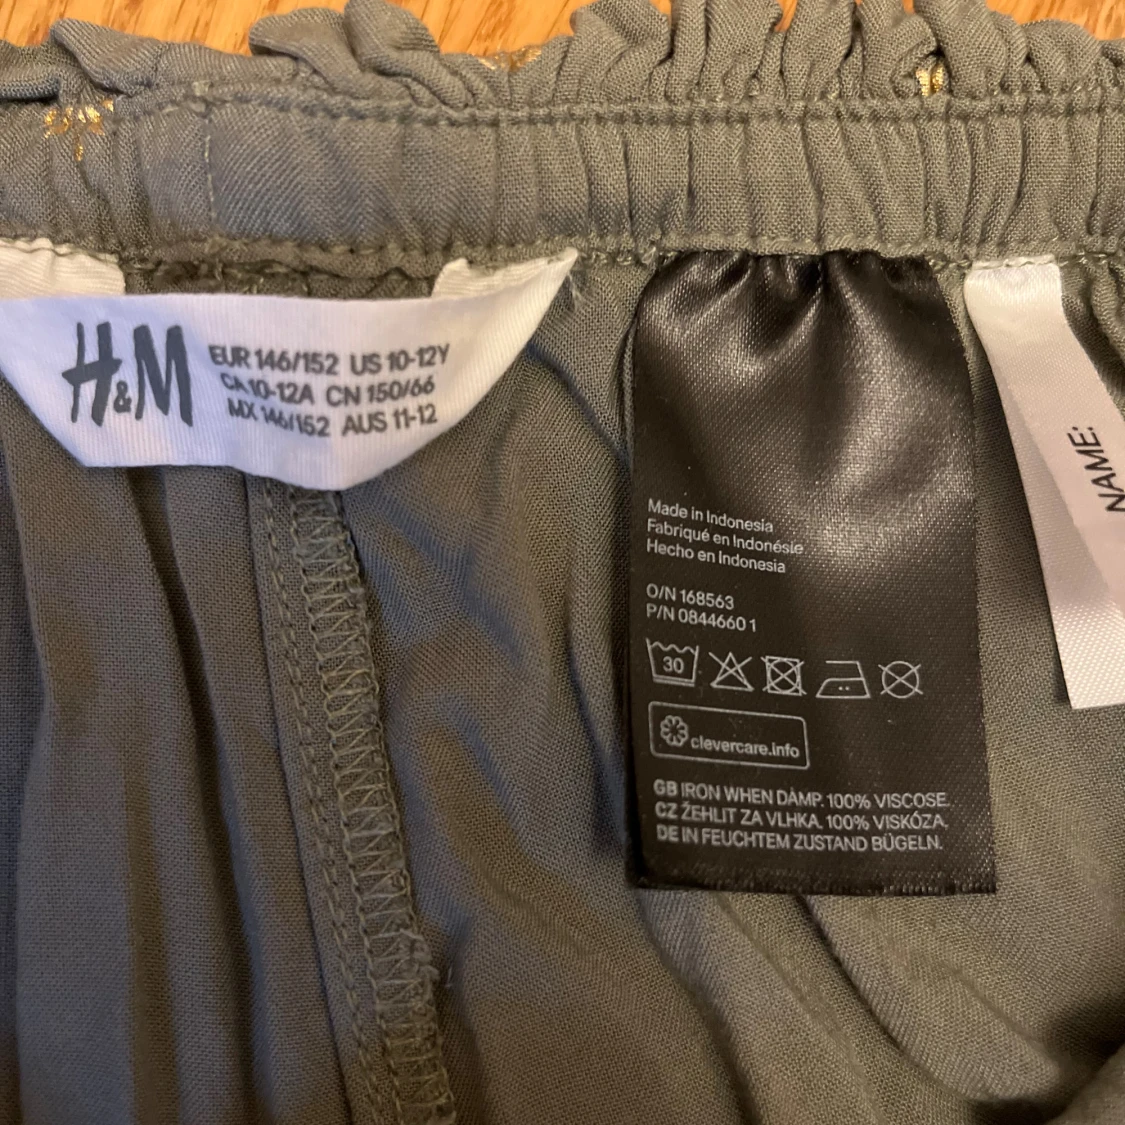 H&M
EUR 146/152 US 10-12Y
CA 10-12A CN 150/66
MX 146/152 AUS 11-12
Made in Indonesia
Fabriqué en Indonésie
Hecho en Indonesia
O/N 168563
P/N 0844660 1
30
clevercare.info
GB IRON WHEN DAMP. 100% VISCOSE.
CZ ŽEHLIT ZA VLHKA. 100% VISKÓZA.
DE IN FEUCHTEM ZUSTAND BÜGELN.
NAME: